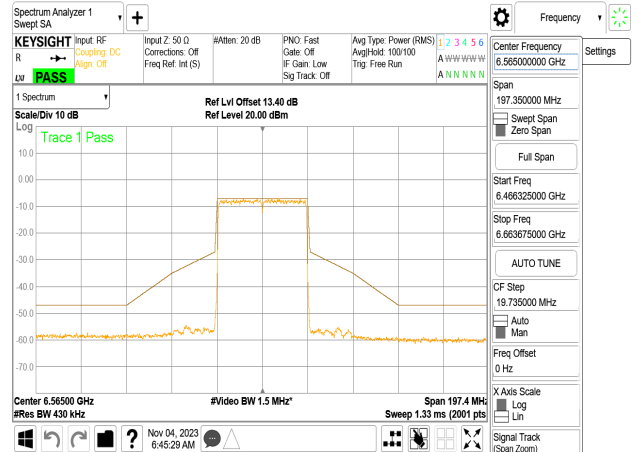 Spectrum Analyzer 1
Swept SA
Frequency
KEYSIGHT
R
LXI
PASS
Input: RF
Coupling: DC
Align: Off
Input Z: 50 Ω
Corrections: Off
Freq Ref: Int (S)
#Atten: 20 dB
PNO: Fast
Gate: Off
IF Gain: Low
Sig Track: Off
Avg Type: Power (RMS)
Avg|Hold: 100/100
Trig: Free Run
1 2 3 4 5 6
A W W W W W
A N N N N N
1 Spectrum
Scale/Div 10 dB
Ref Lvl Offset 13.40 dB
Ref Level 20.00 dBm
Log
Trace 1 Pass
10.0
0.00
-10.0
-20.0
-30.0
-40.0
-50.0
-60.0
-70.0
Center 6.56500 GHz
#Res BW 430 kHz
#Video BW 1.5 MHz*
Span 197.4 MHz
Sweep 1.33 ms (2001 pts
Nov 04, 2023
6:45:29 AM
Center Frequency
6.565000000 GHz
Settings
Span
197.350000 MHz
Swept Span
Zero Span
Full Span
Start Freq
6.466325000 GHz
Stop Freq
6.663675000 GHz
AUTO TUNE
CF Step
19.735000 MHz
Auto
Man
Freq Offset
0 Hz
X Axis Scale
Log
Lin
Signal Track
(Span Zoom)